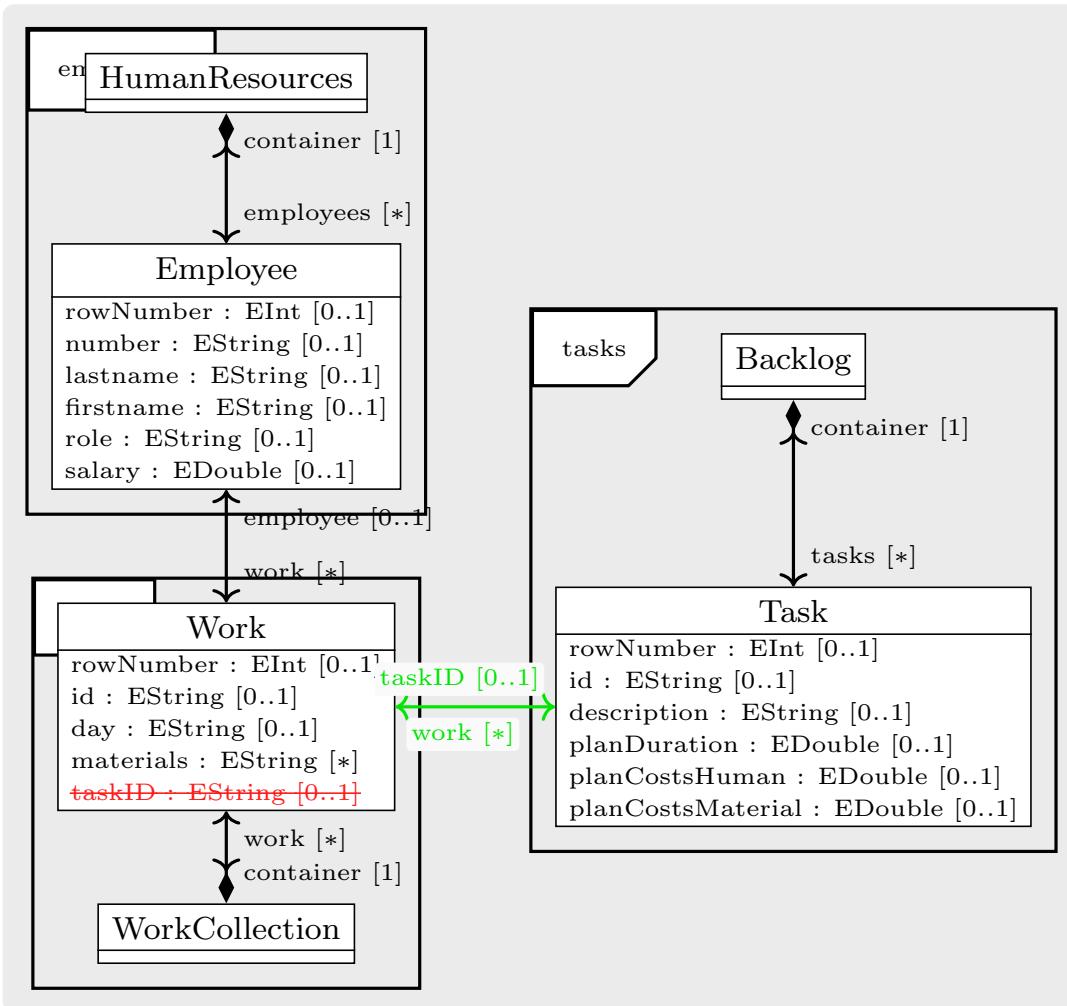 HumanResources
container [1]
employees [*]
Employee
rowNumber : EInt [0..1]
number : EString [0..1]
lastname : EString [0..1]
firstname : EString [0..1]
role : EString [0..1]
salary : EDouble [0..1]
employee [0..1]
work [*]
Work
rowNumber : EInt [0..1]
id : EString [0..1]
day : EString [0..1]
materials : EString [*]
taskID : EString [0..1]
work [*]
container [1]
WorkCollection
taskID [0..1]
work [*]
tasks
Backlog
container [1]
tasks [*]
Task
rowNumber : EInt [0..1]
id : EString [0..1]
description : EString [0..1]
planDuration : EDouble [0..1]
planCostsHuman : EDouble [0..1]
planCostsMaterial : EDouble [0..1]